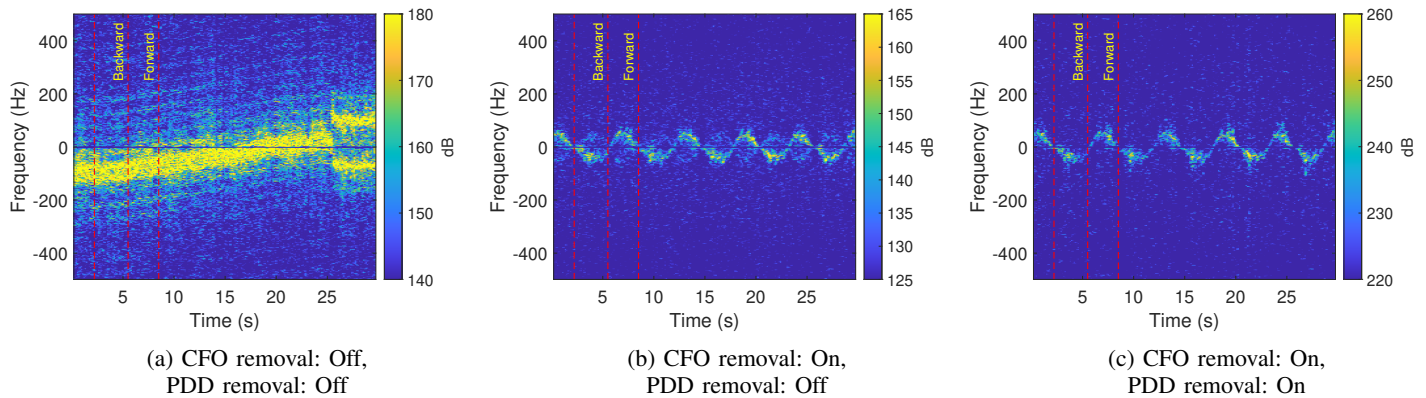 Frequency (Hz)
400
200
0
-200
-400
Backward
Forward
5
10
15
20
25
Time (s)
180
170
160
150
140
dB
(a) CFO removal: Off,
PDD removal: Off
Frequency (Hz)
400
200
0
-200
-400
Backward
Forward
5
10
15
20
25
Time (s)
165
160
155
150
145
140
135
130
125
dB
(b) CFO removal: On,
PDD removal: Off
Frequency (Hz)
400
200
0
-200
-400
Backward
Forward
5
10
15
20
25
Time (s)
260
250
240
230
220
dB
(c) CFO removal: On,
PDD removal: On